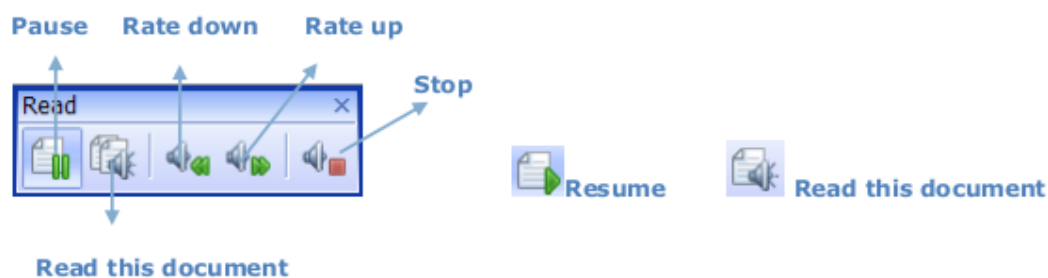 Pause Rate down Rate up
Stop
Read
Resume Read this document
Read this document